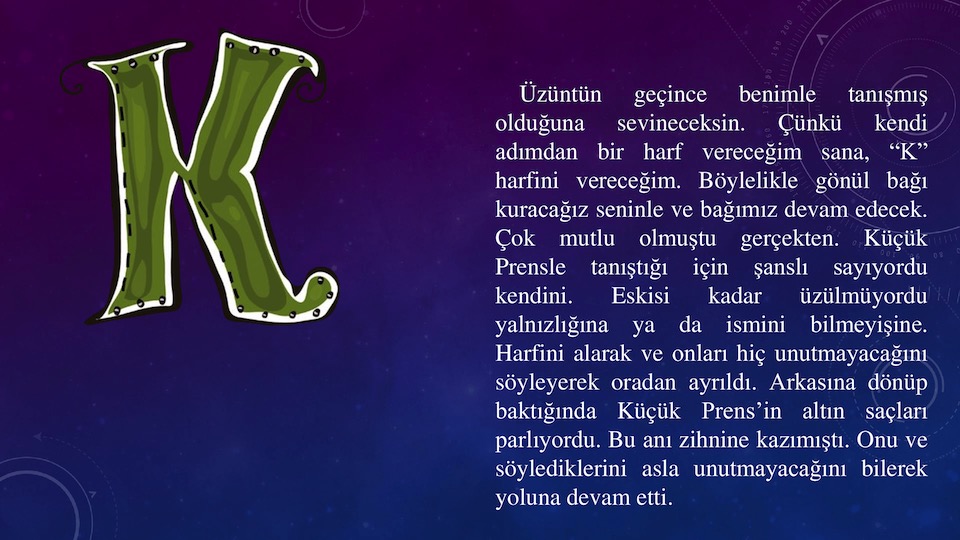 K
Üzüntün geçince benimle tanışmış
olduğuna sevineceksin. Çünkü kendi
adımdan bir harf vereceğim sana, “K”
harfini vereceğim. Böylelikle gönül bağı
kuracağız seninle ve bağımız devam edecek.
Çok mutlu olmuştu gerçekten. Küçük
Prensle tanıştığı için şanslı sayıyordu
kendini. Eskisi kadar üzülmüyordu
yalnızlığına ya da ismini bilmeyişine.
Harfini alarak ve onları hiç unutmayacağını
söyleyerek oradan ayrıldı. Arkasına dönüp
baktığında Küçük Prens’in altın saçları
parlıyordu. Bu anı zihnine kazımıştı. Onu ve
söylediklerini asla unutmayacağını bilerek
yoluna devam etti.